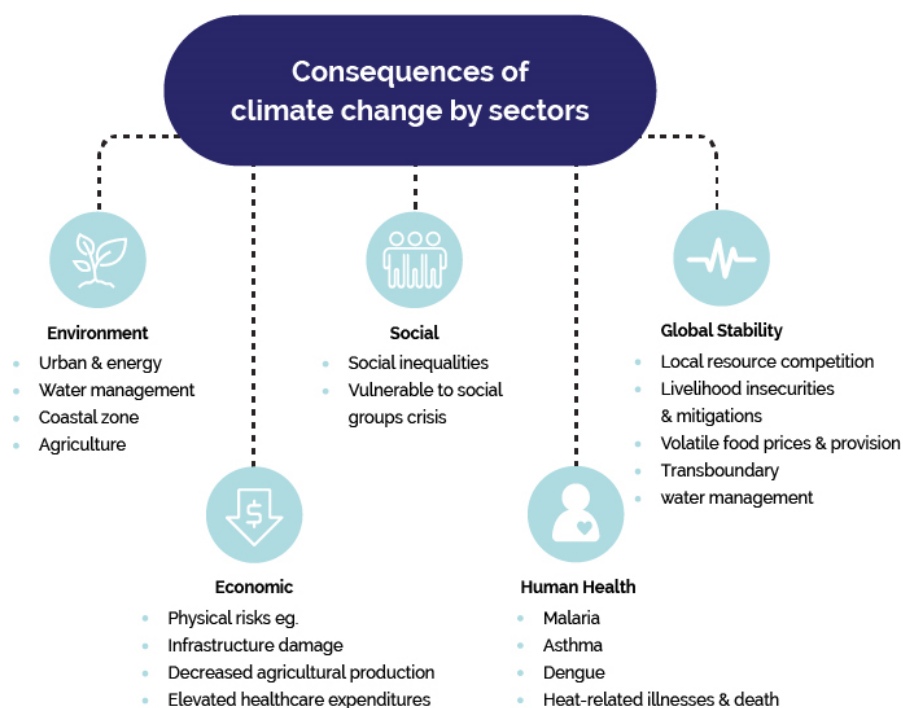 Consequences of
climate change by sectors
Environment
Urban & energy
Water management
Coastal zone
Agriculture
Social
Social inequalities
Vulnerable to social
groups crisis
Global Stability
Local resource competition
Livelihood insecurities
& mitigations
Volatile food prices & provision
Transboundary
water management
$
Economic
Physical risks eg.
Infrastructure damage
Decreased agricultural production
Elevated healthcare expenditures
Human Health
Malaria
Asthma
Dengue
Heat-related illnesses & death